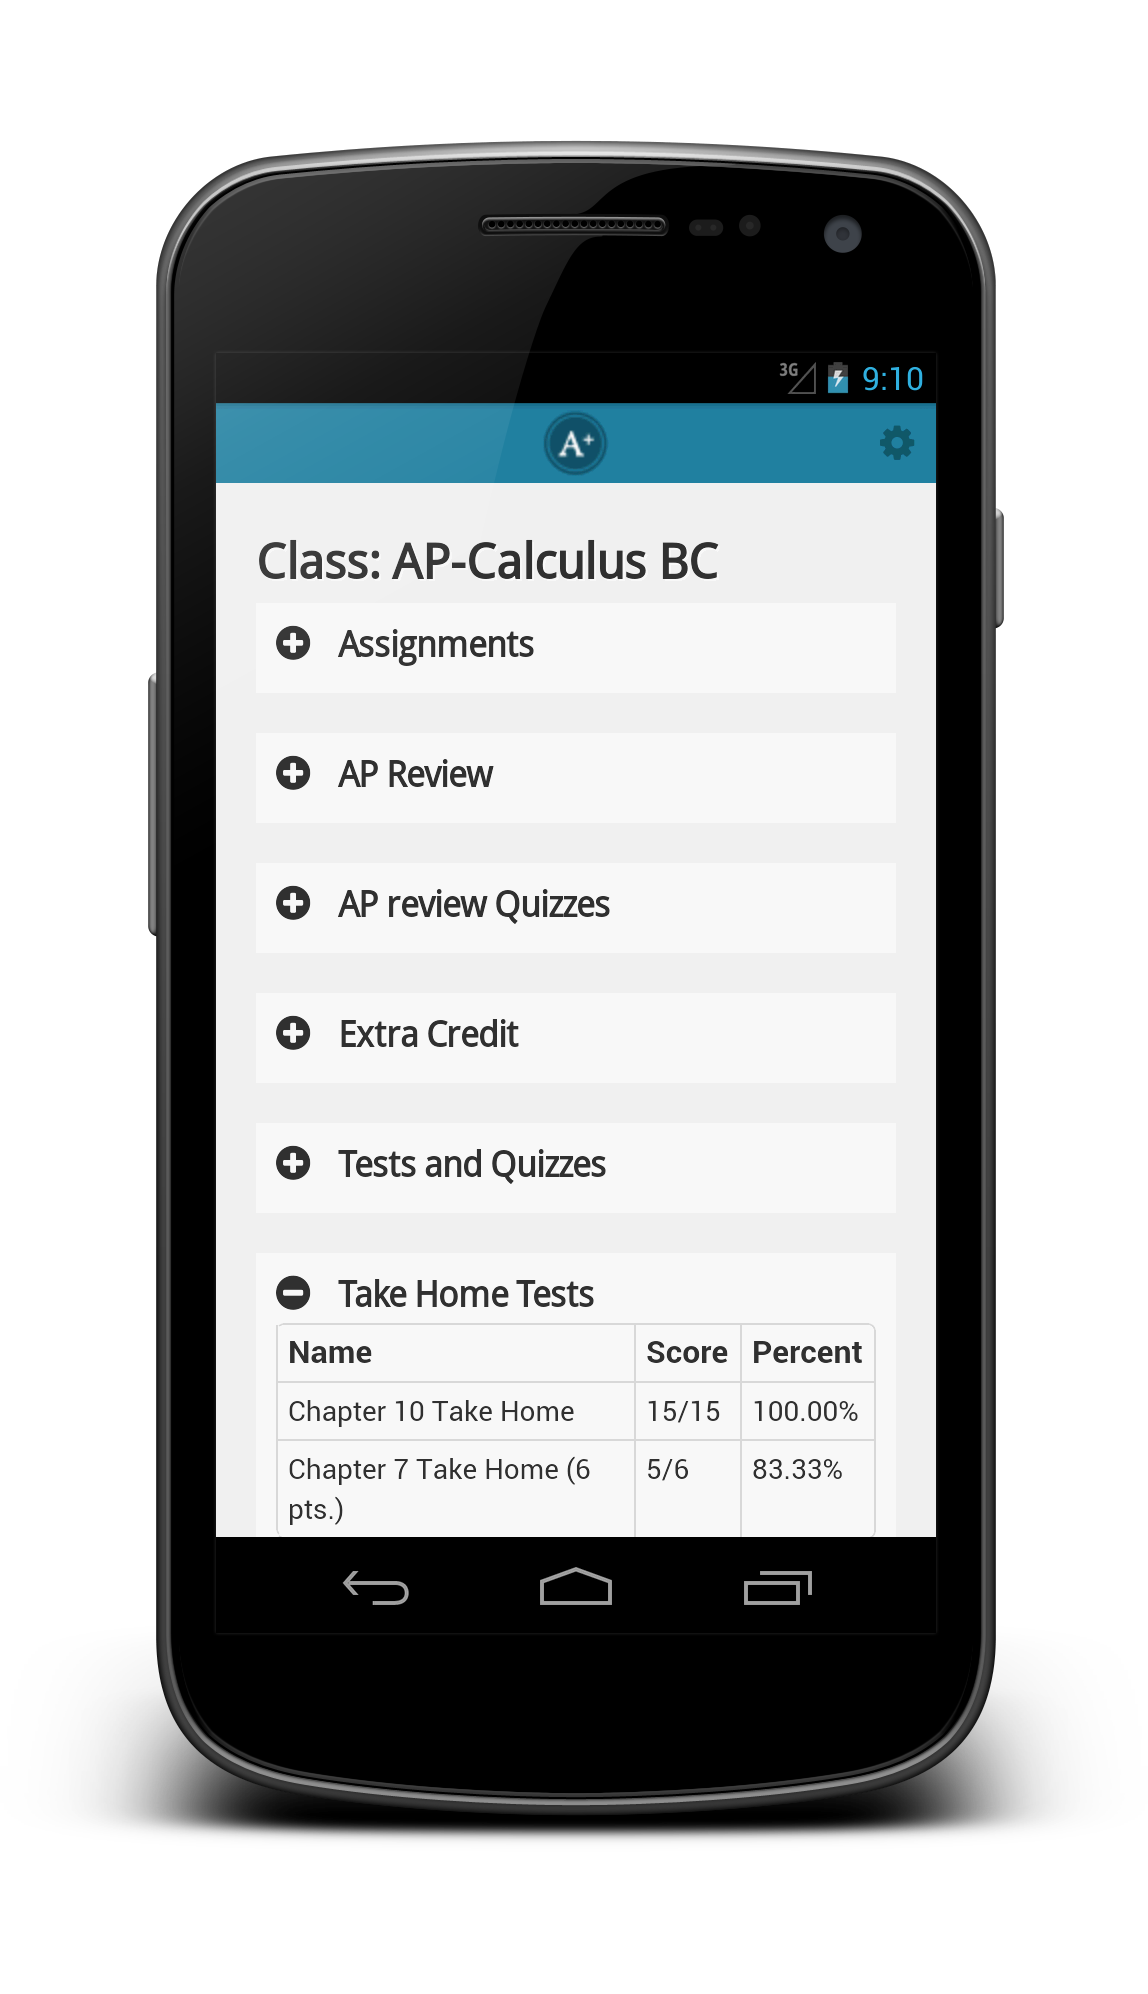 3G 9:10
A+
Class: AP-Calculus BC
Assignments
AP Review
AP review Quizzes
Extra Credit
Tests and Quizzes
Take Home Tests
Name Score Percent
Chapter 10 Take Home 15/15 100.00%
Chapter 7 Take Home (6 5/6 83.33%
pts.)